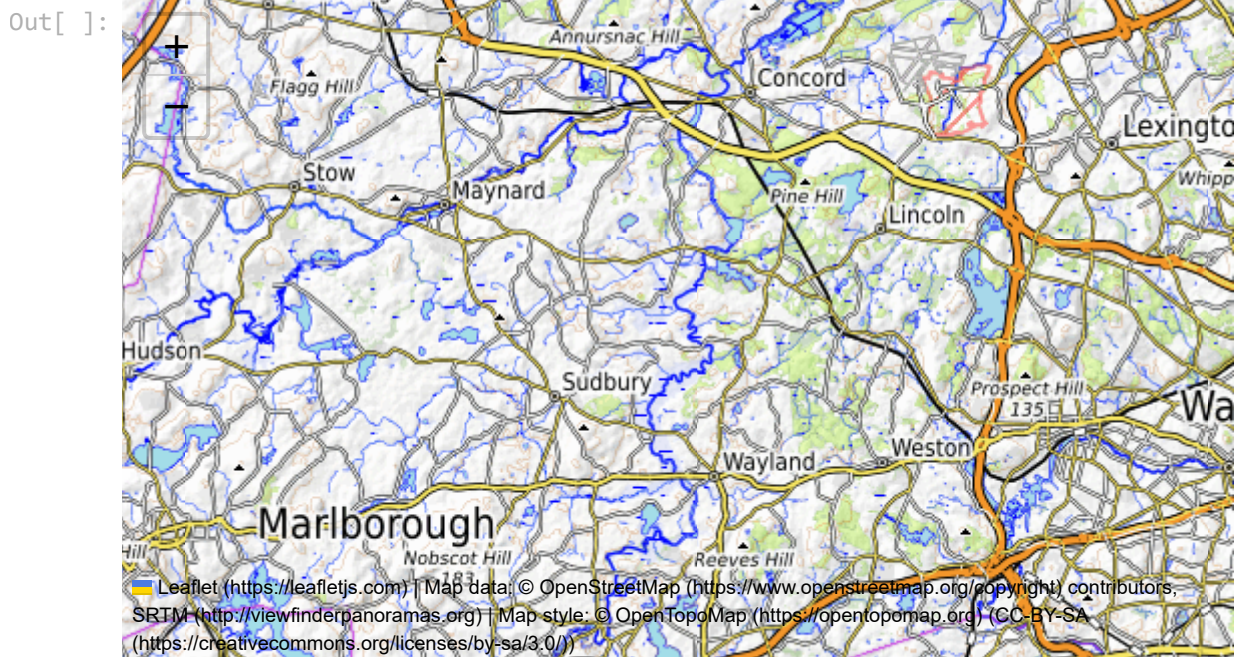 Out[ ]:
+
−
Annursnac Hill
Flagg Hill
Concord
Lexingto
Stow
Maynard
Whipp
Pine Hill
Lincoln
Hudson
Sudbury
Prospect Hill
135
Wa
Weston
Wayland
Marlborough
Hill
Nobscot Hill
183
Reeves Hill
Leaflet (https://leafletjs.com) | Map data: © OpenStreetMap (https://www.openstreetmap.org/copyright) contributors,
SRTM (http://viewfinderpanoramas.org) | Map style: © OpenTopoMap (https://opentopomap.org) (CC-BY-SA
(https://creativecommons.org/licenses/by-sa/3.0/))